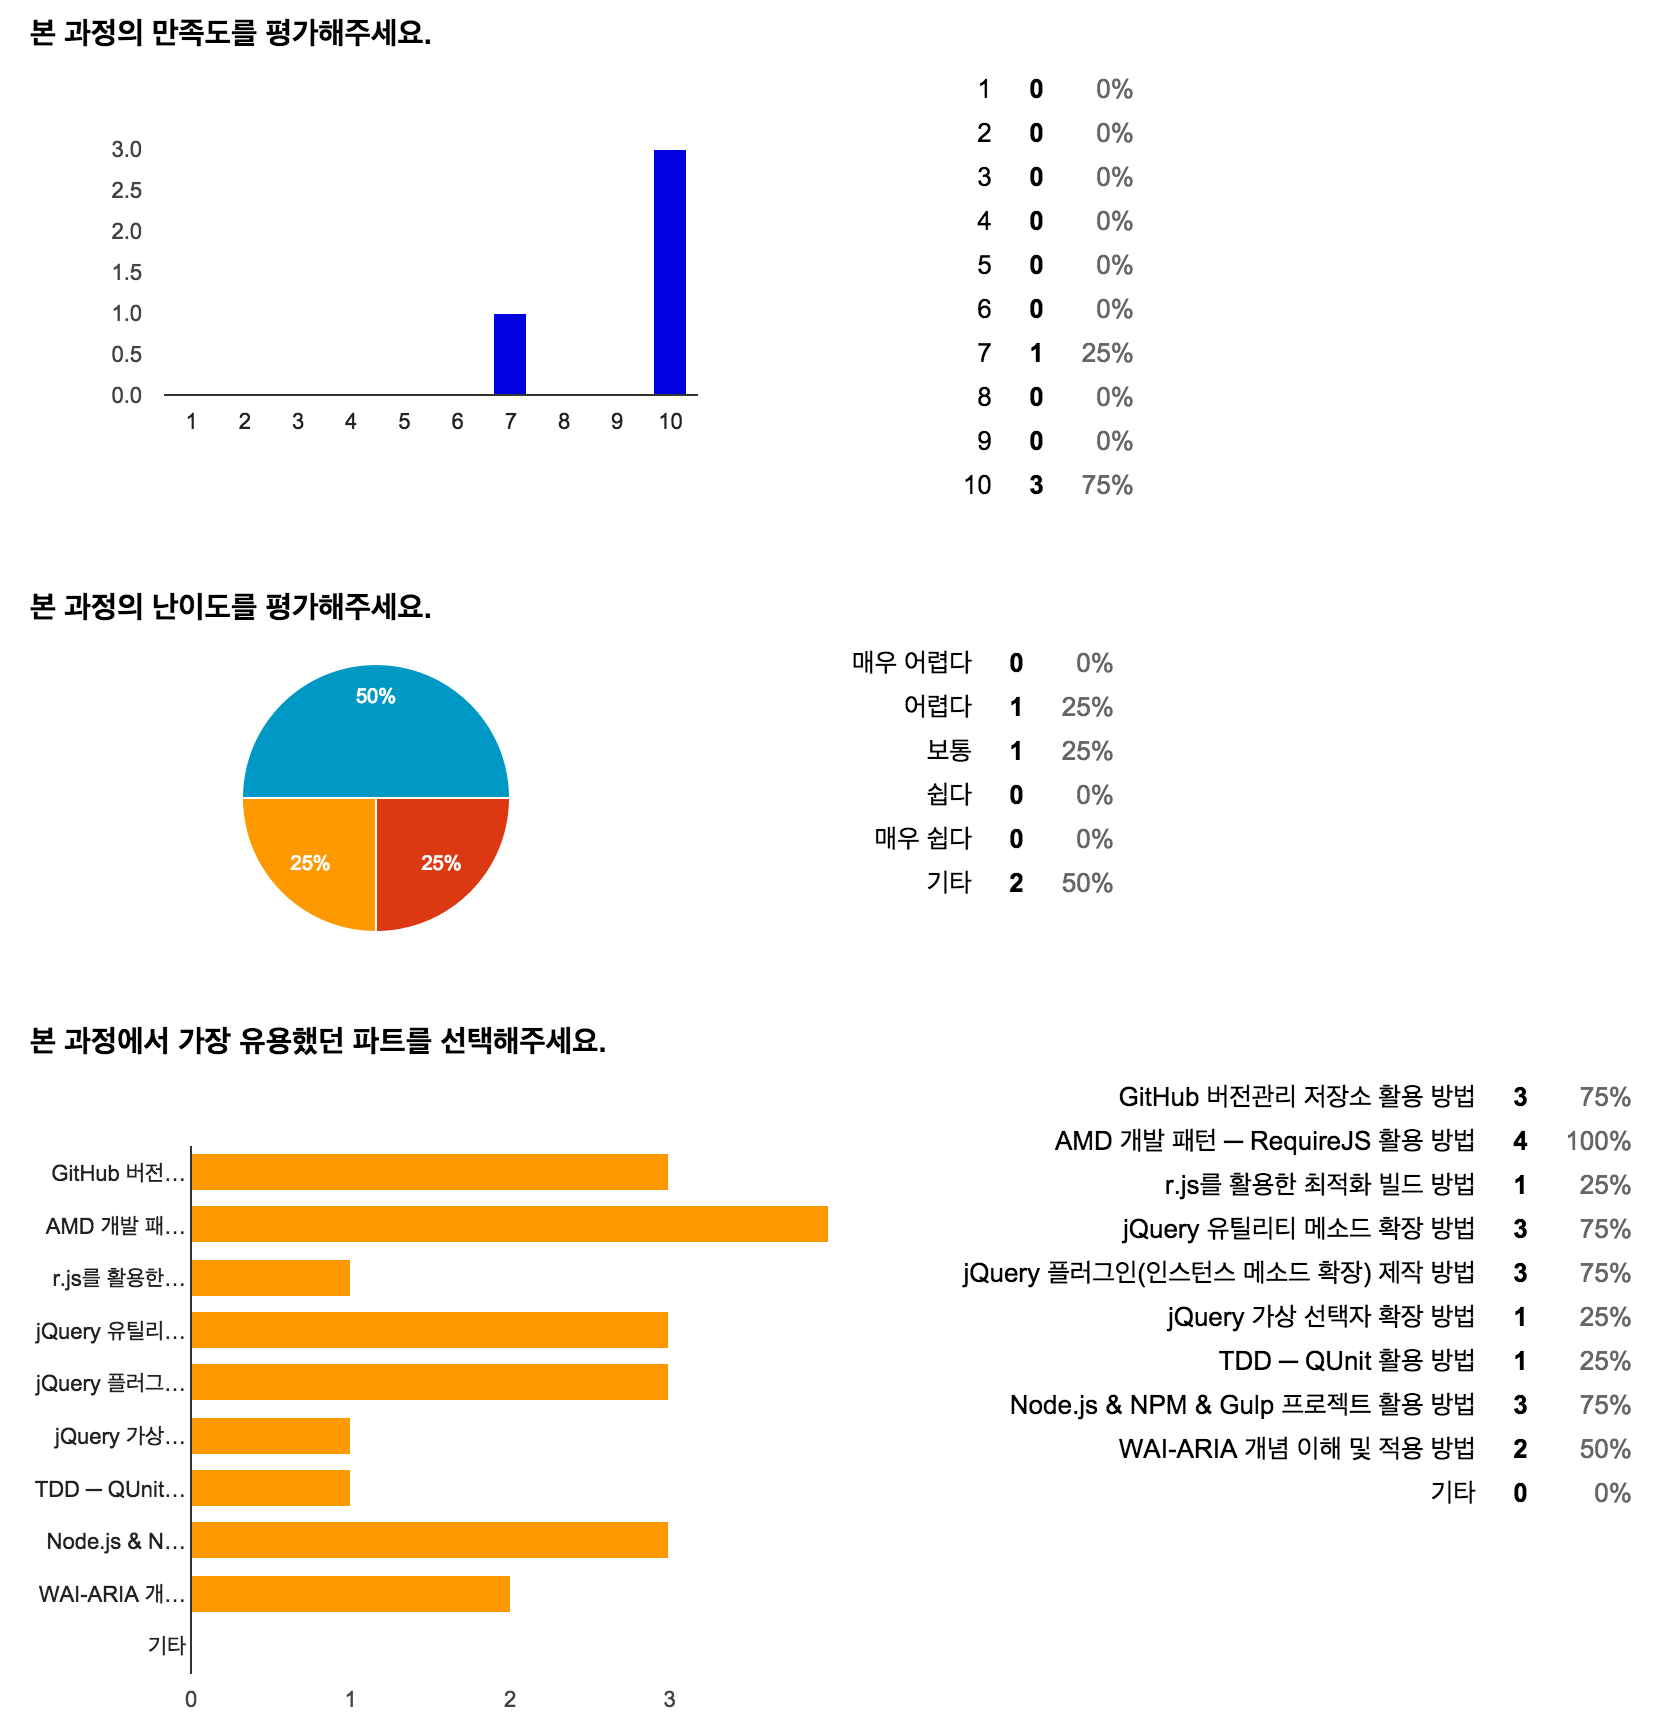 본 과정의 만족도를 평가해주세요.
3.0
2.5
2.0
1.5
1.0
0.5
0.0
1 2 3 4 5 6 7 8 9 10
1 0 0%
2 0 0%
3 0 0%
4 0 0%
5 0 0%
6 0 0%
7 1 25%
8 0 0%
9 0 0%
10 3 75%
본 과정의 난이도를 평가해주세요.
50%
25% 25%
매우 어렵다 0 0%
어렵다 1 25%
보통 1 25%
쉽다 0 0%
매우 쉽다 0 0%
기타 2 50%
본 과정에서 가장 유용했던 파트를 선택해주세요.
GitHub 버전…
AMD 개발 패…
r.js를 활용한…
jQuery 유틸리…
jQuery 플러그…
jQuery 가상…
TDD — QUnit…
Node.js & N…
WAI-ARIA 개…
기타
0 1 2 3
GitHub 버전관리 저장소 활용 방법 3 75%
AMD 개발 패턴 — RequireJS 활용 방법 4 100%
r.js를 활용한 최적화 빌드 방법 1 25%
jQuery 유틸리티 메소드 확장 방법 3 75%
jQuery 플러그인(인스턴스 메소드 확장) 제작 방법 3 75%
jQuery 가상 선택자 확장 방법 1 25%
TDD — QUnit 활용 방법 1 25%
Node.js & NPM & Gulp 프로젝트 활용 방법 3 75%
WAI-ARIA 개념 이해 및 적용 방법 2 50%
기타 0 0%